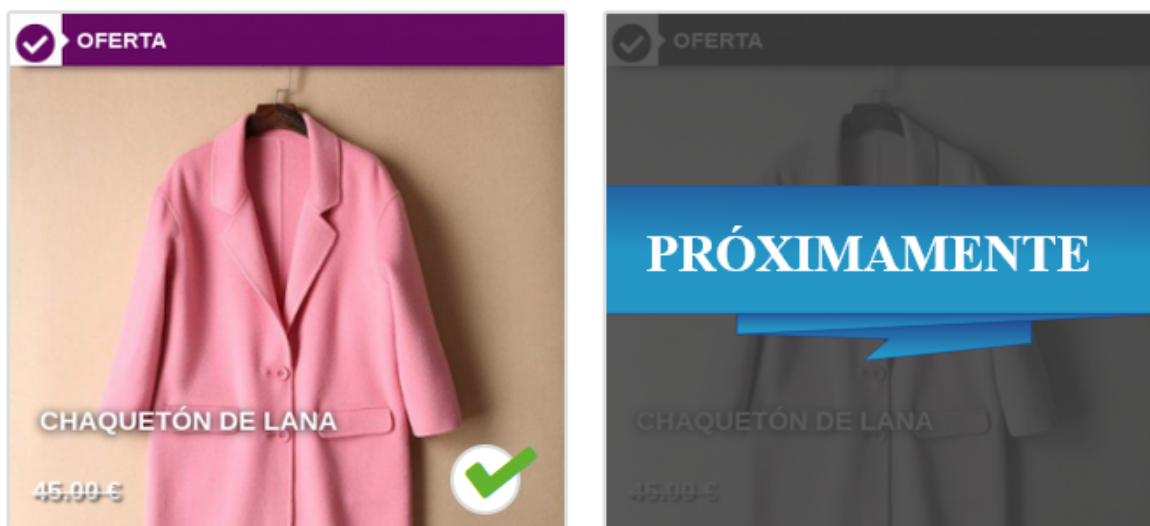 OFERTA
CHAQUETÓN DE LANA
45.00 €
OFERTA
PRÓXIMAMENTE
CHAQUETÓN DE LANA
45.00 €